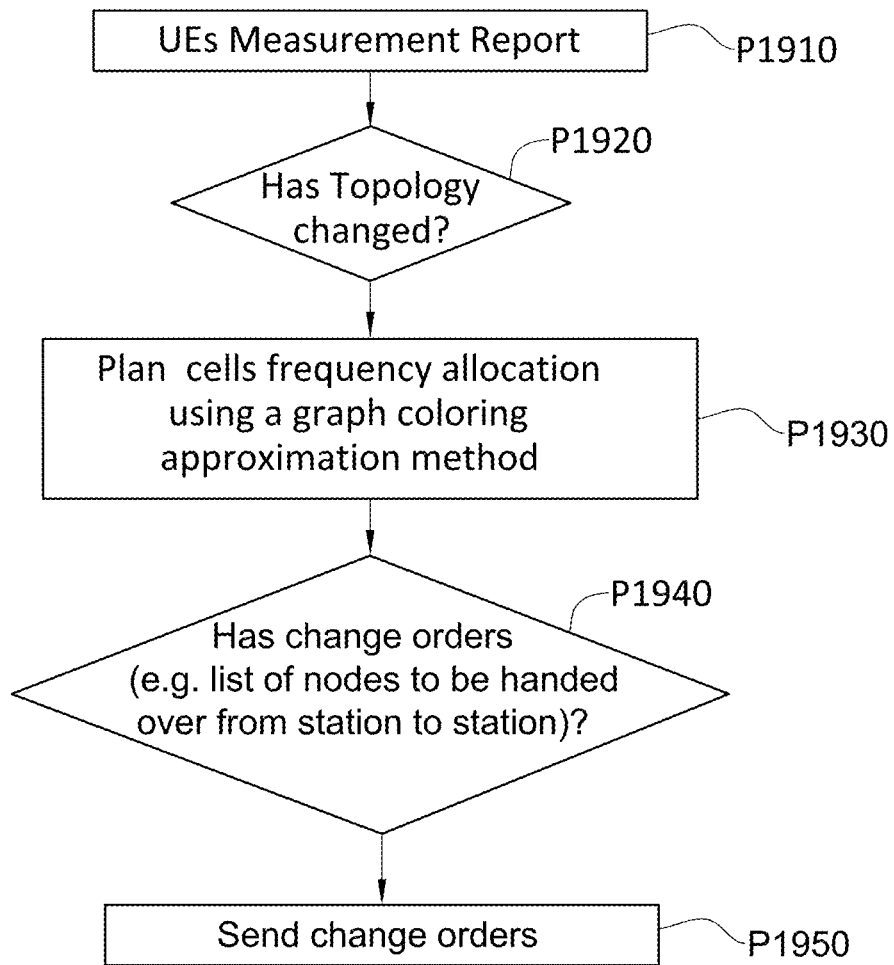 UEs Measurement Report
P1910
P1920
Has Topology
changed?
Plan cells frequency allocation
using a graph coloring
approximation method
P1930
P1940
Has change orders
(e.g. list of nodes to be handed
over from station to station)?
Send change orders
P1950